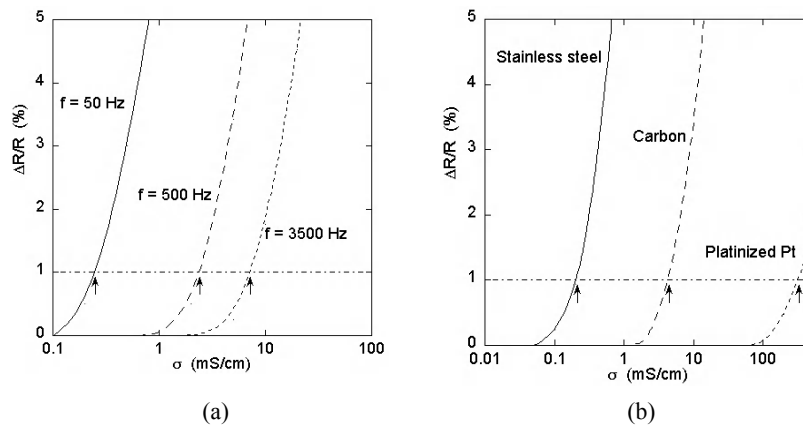 5
4
3
2
1
0
ΔR/R (%)
f = 50 Hz
f = 500 Hz
f = 3500 Hz
0.1
1
10
100
σ (mS/cm)
(a)
5
4
3
2
1
0
ΔR/R (%)
Stainless steel
Carbon
Platinized Pt
0.01
0.1
1
10
100
σ (mS/cm)
(b)